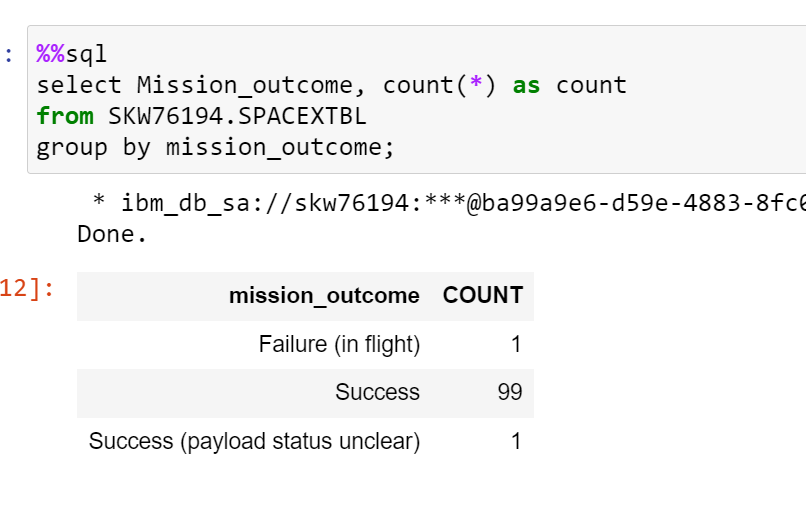 :
%%sql
select Mission_outcome, count(*) as count
from SKW76194.SPACEXTBL
group by mission_outcome;
* ibm_db_sa://skw76194:***@ba99a9e6-d59e-4883-8fc0
Done.
12]:
mission_outcome COUNT
Failure (in flight) 1
Success 99
Success (payload status unclear) 1